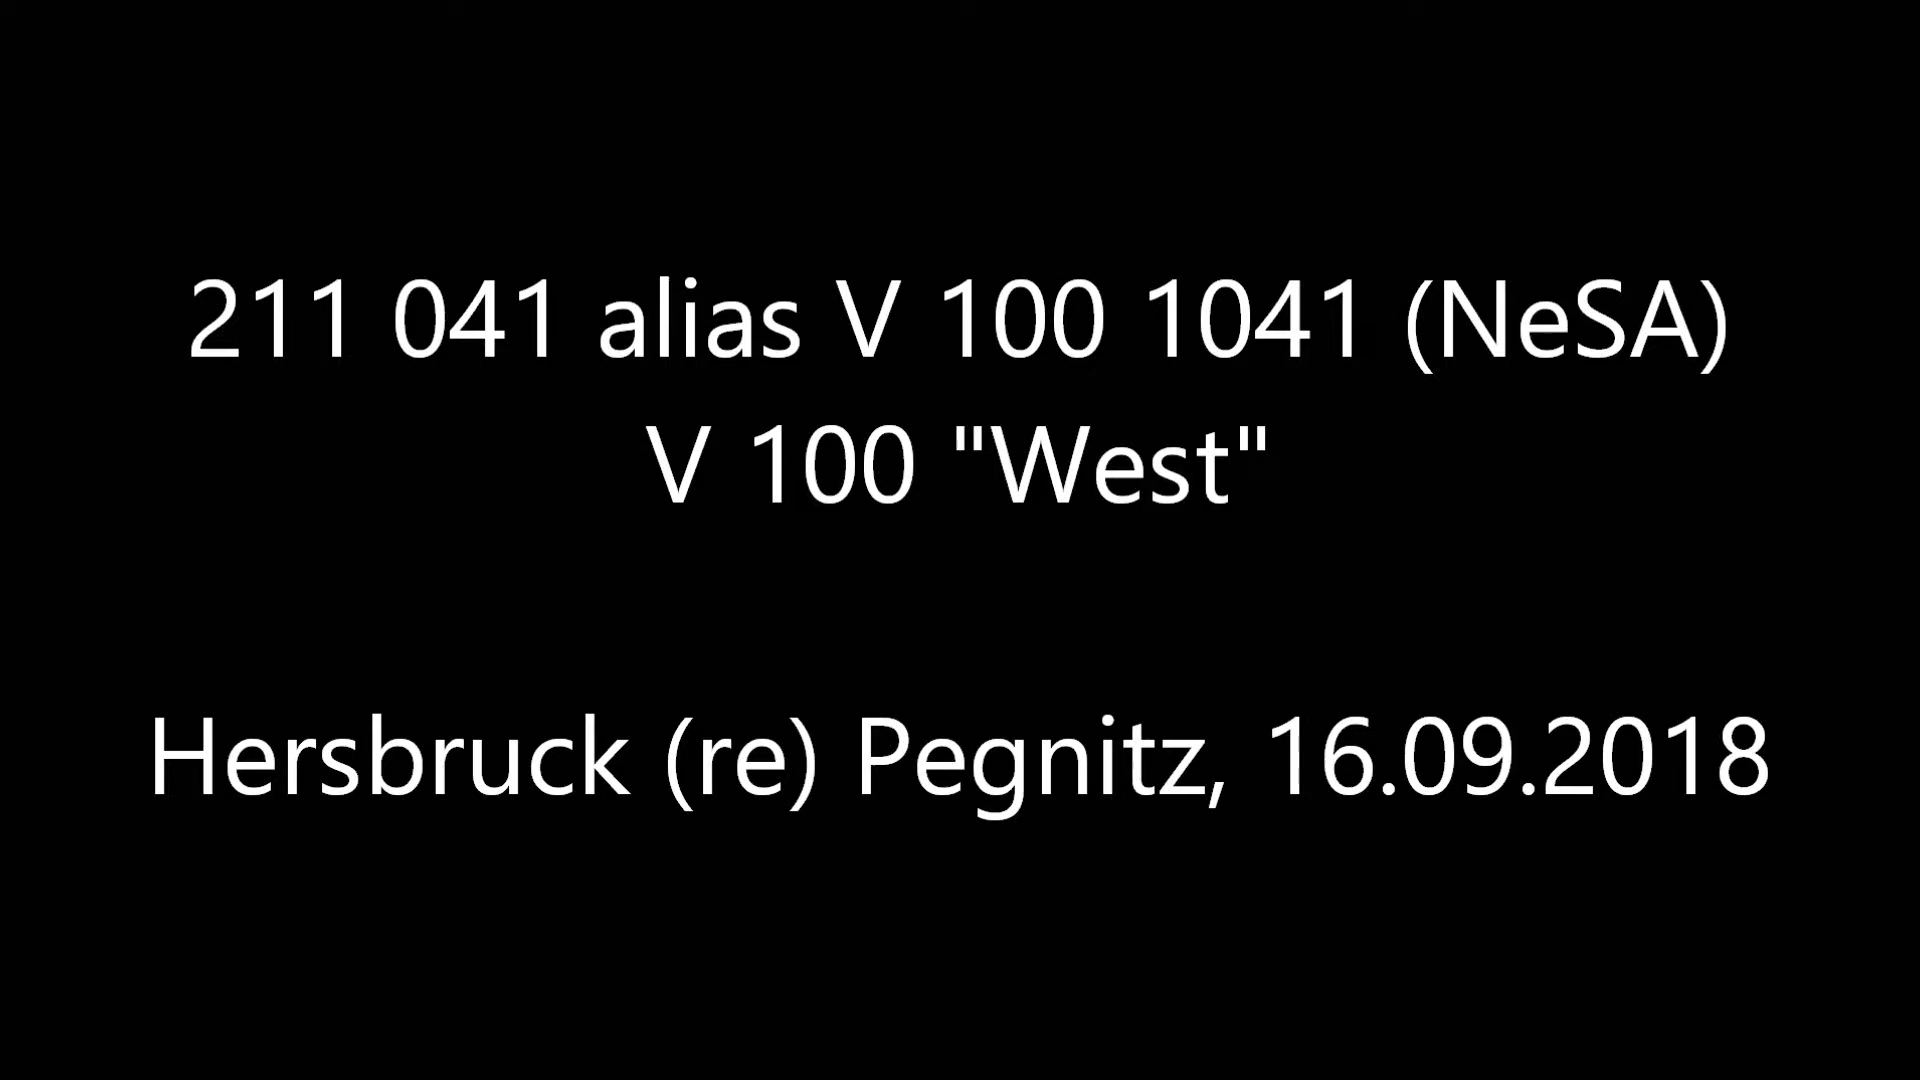 211 041 alias V 100 1041 (NeSA)
V 100 "West"
Hersbruck (re) Pegnitz, 16.09.2018